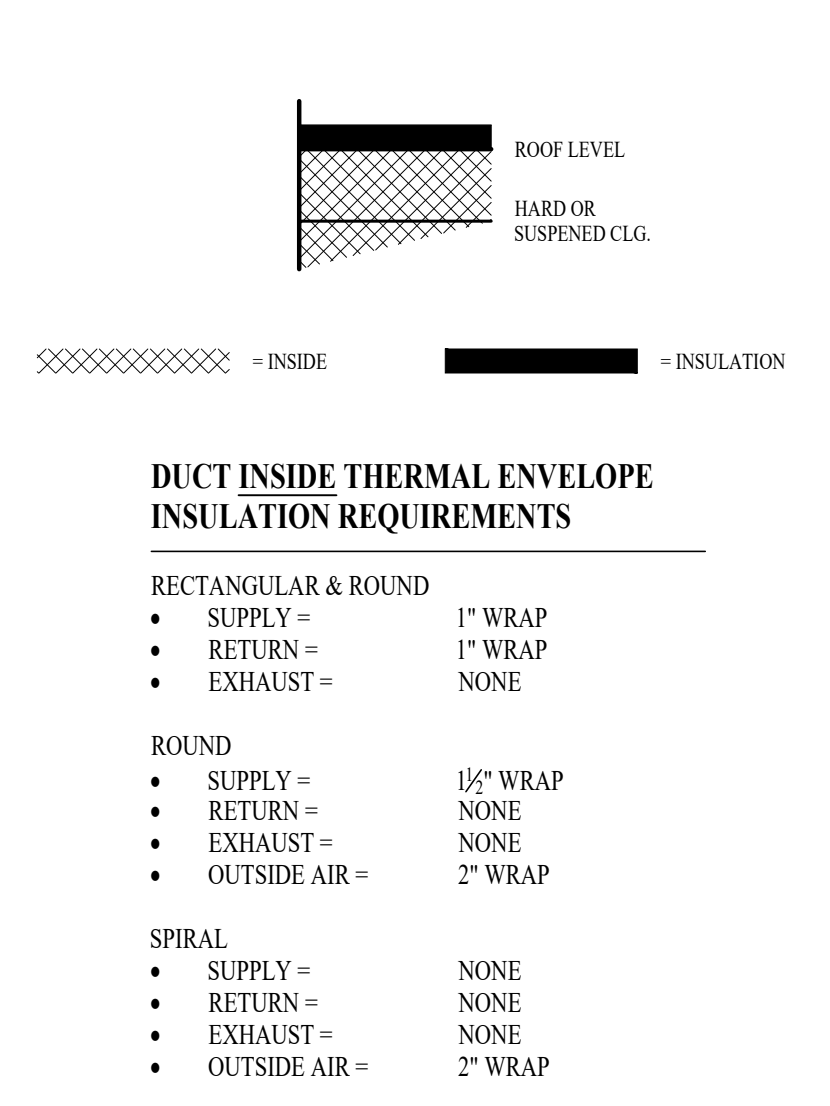 ROOF LEVEL
HARD OR
SUSPENED CLG.
= INSIDE
= INSULATION
DUCT INSIDE THERMAL ENVELOPE
INSULATION REQUIREMENTS
RECTANGULAR & ROUND
• SUPPLY = 1" WRAP
• RETURN = 1" WRAP
• EXHAUST = NONE
ROUND
• SUPPLY = 1½" WRAP
• RETURN = NONE
• EXHAUST = NONE
• OUTSIDE AIR = 2" WRAP
SPIRAL
• SUPPLY = NONE
• RETURN = NONE
• EXHAUST = NONE
• OUTSIDE AIR = 2" WRAP